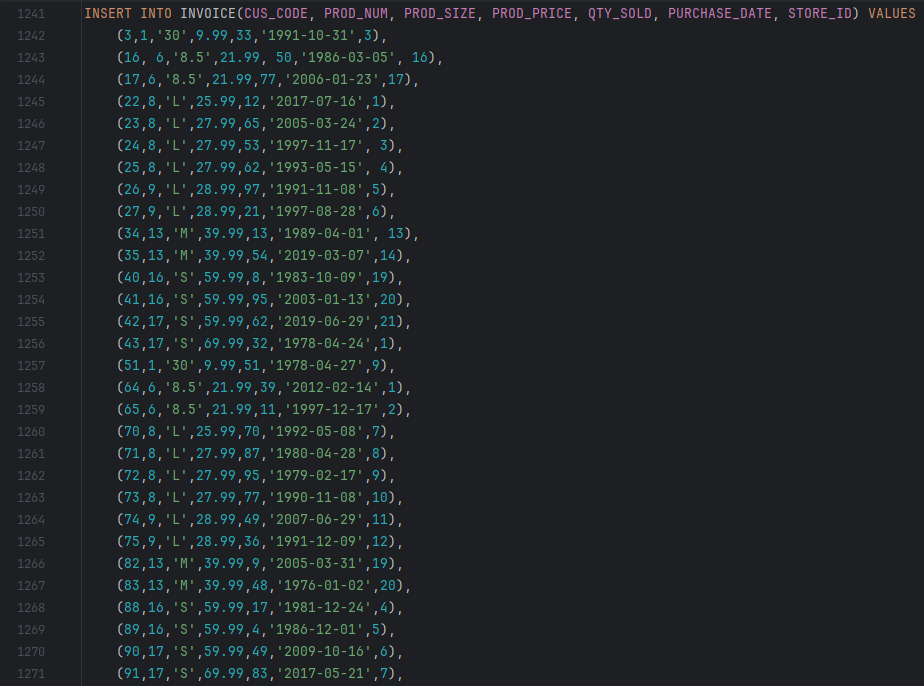 1241 INSERT INTO INVOICE(CUS_CODE, PROD_NUM, PROD_SIZE, PROD_PRICE, QTY_SOLD, PURCHASE_DATE, STORE_ID) VALUES
1242 (3,1,'30',9.99,33,'1991-10-31',3),
1243 (16, 6,'8.5',21.99, 50,'1986-03-05', 16),
1244 (17,6,'8.5',21.99,77,'2006-01-23',17),
1245 (22,8,'L',25.99,12,'2017-07-16',1),
1246 (23,8,'L',27.99,65,'2005-03-24',2),
1247 (24,8,'L',27.99,53,'1997-11-17', 3),
1248 (25,8,'L',27.99,62,'1993-05-15', 4),
1249 (26,9,'L',28.99,97,'1991-11-08',5),
1250 (27,9,'L',28.99,21,'1997-08-28',6),
1251 (34,13,'M',39.99,13,'1989-04-01', 13),
1252 (35,13,'M',39.99,54,'2019-03-07',14),
1253 (40,16,'S',59.99,8,'1983-10-09',19),
1254 (41,16,'S',59.99,95,'2003-01-13',20),
1255 (42,17,'S',59.99,62,'2019-06-29',21),
1256 (43,17,'S',69.99,32,'1978-04-24',1),
1257 (51,1,'30',9.99,51,'1978-04-27',9),
1258 (64,6,'8.5',21.99,39,'2012-02-14',1),
1259 (65,6,'8.5',21.99,11,'1997-12-17',2),
1260 (70,8,'L',25.99,70,'1992-05-08',7),
1261 (71,8,'L',27.99,87,'1980-04-28',8),
1262 (72,8,'L',27.99,95,'1979-02-17',9),
1263 (73,8,'L',27.99,77,'1990-11-08',10),
1264 (74,9,'L',28.99,49,'2007-06-29',11),
1265 (75,9,'L',28.99,36,'1991-12-09',12),
1266 (82,13,'M',39.99,9,'2005-03-31',19),
1267 (83,13,'M',39.99,48,'1976-01-02',20),
1268 (88,16,'S',59.99,17,'1981-12-24',4),
1269 (89,16,'S',59.99,4,'1986-12-01',5),
1270 (90,17,'S',59.99,49,'2009-10-16',6),
1271 (91,17,'S',69.99,83,'2017-05-21',7),